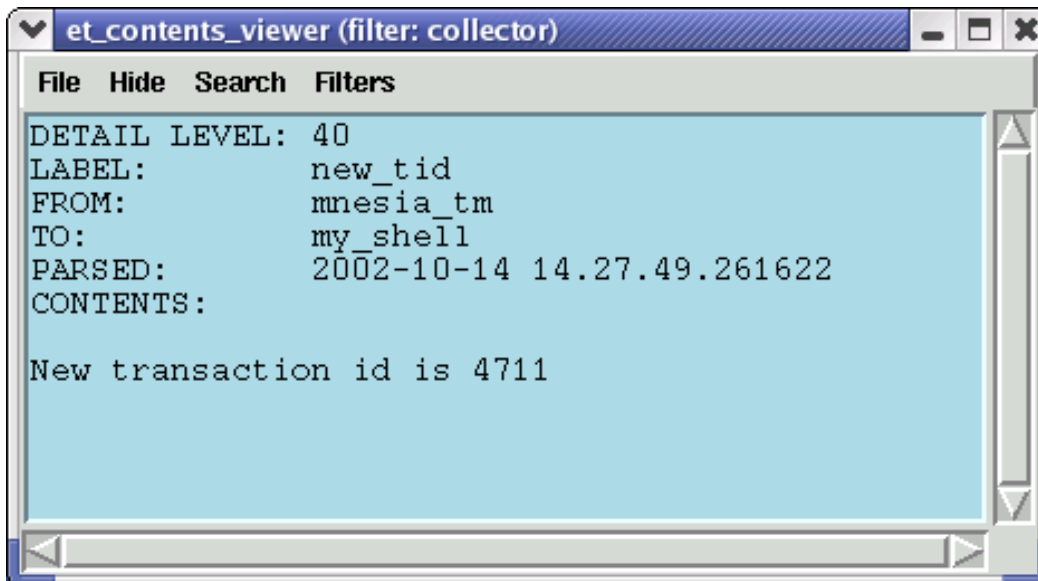 et_contents_viewer (filter: collector)
File Hide Search Filters
DETAIL LEVEL: 40
LABEL: new_tid
FROM: mnesia_tm
TO: my_shell
PARSED: 2002-10-14 14.27.49.261622
CONTENTS:
New transaction id is 4711